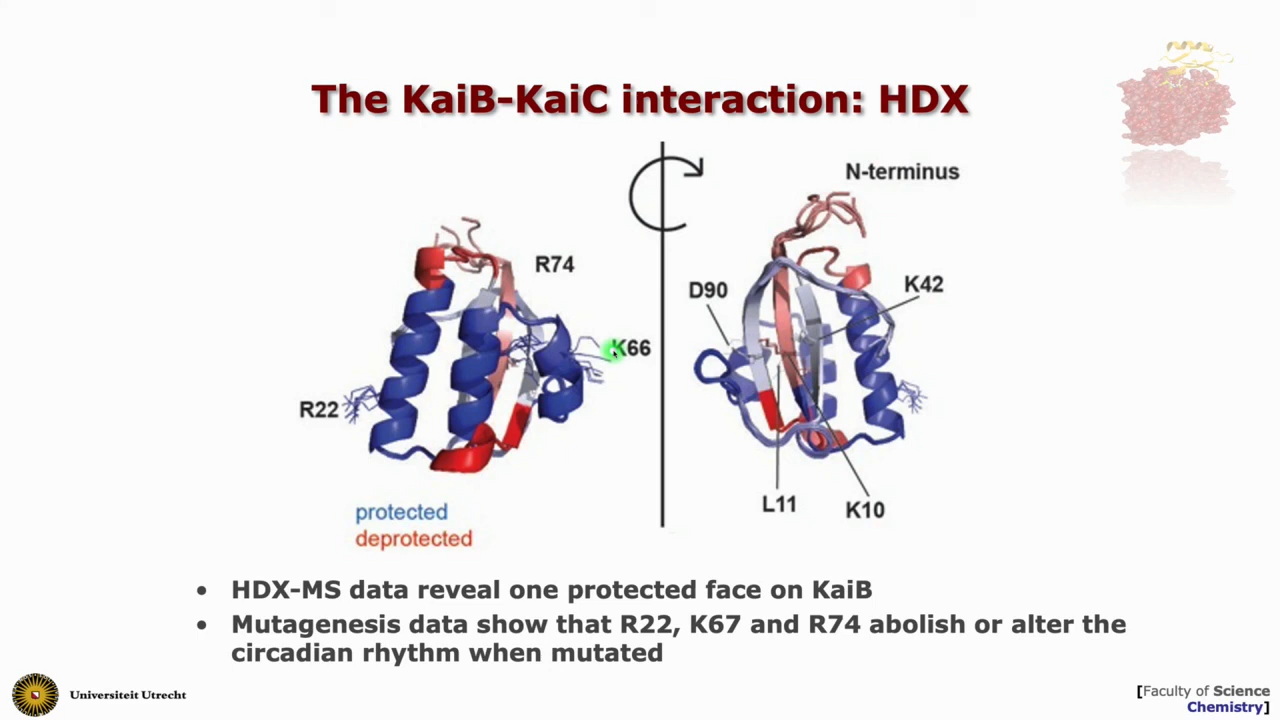 The KaiB-KaiC interaction: HDX
N-terminus
R74
D90
K42
K66
R22
L11
K10
protected
deprotected
• HDX-MS data reveal one protected face on KaiB
• Mutagenesis data show that R22, K67 and R74 abolish or alter the
circadian rhythm when mutated
Universiteit Utrecht
[Faculty of Science
Chemistry]